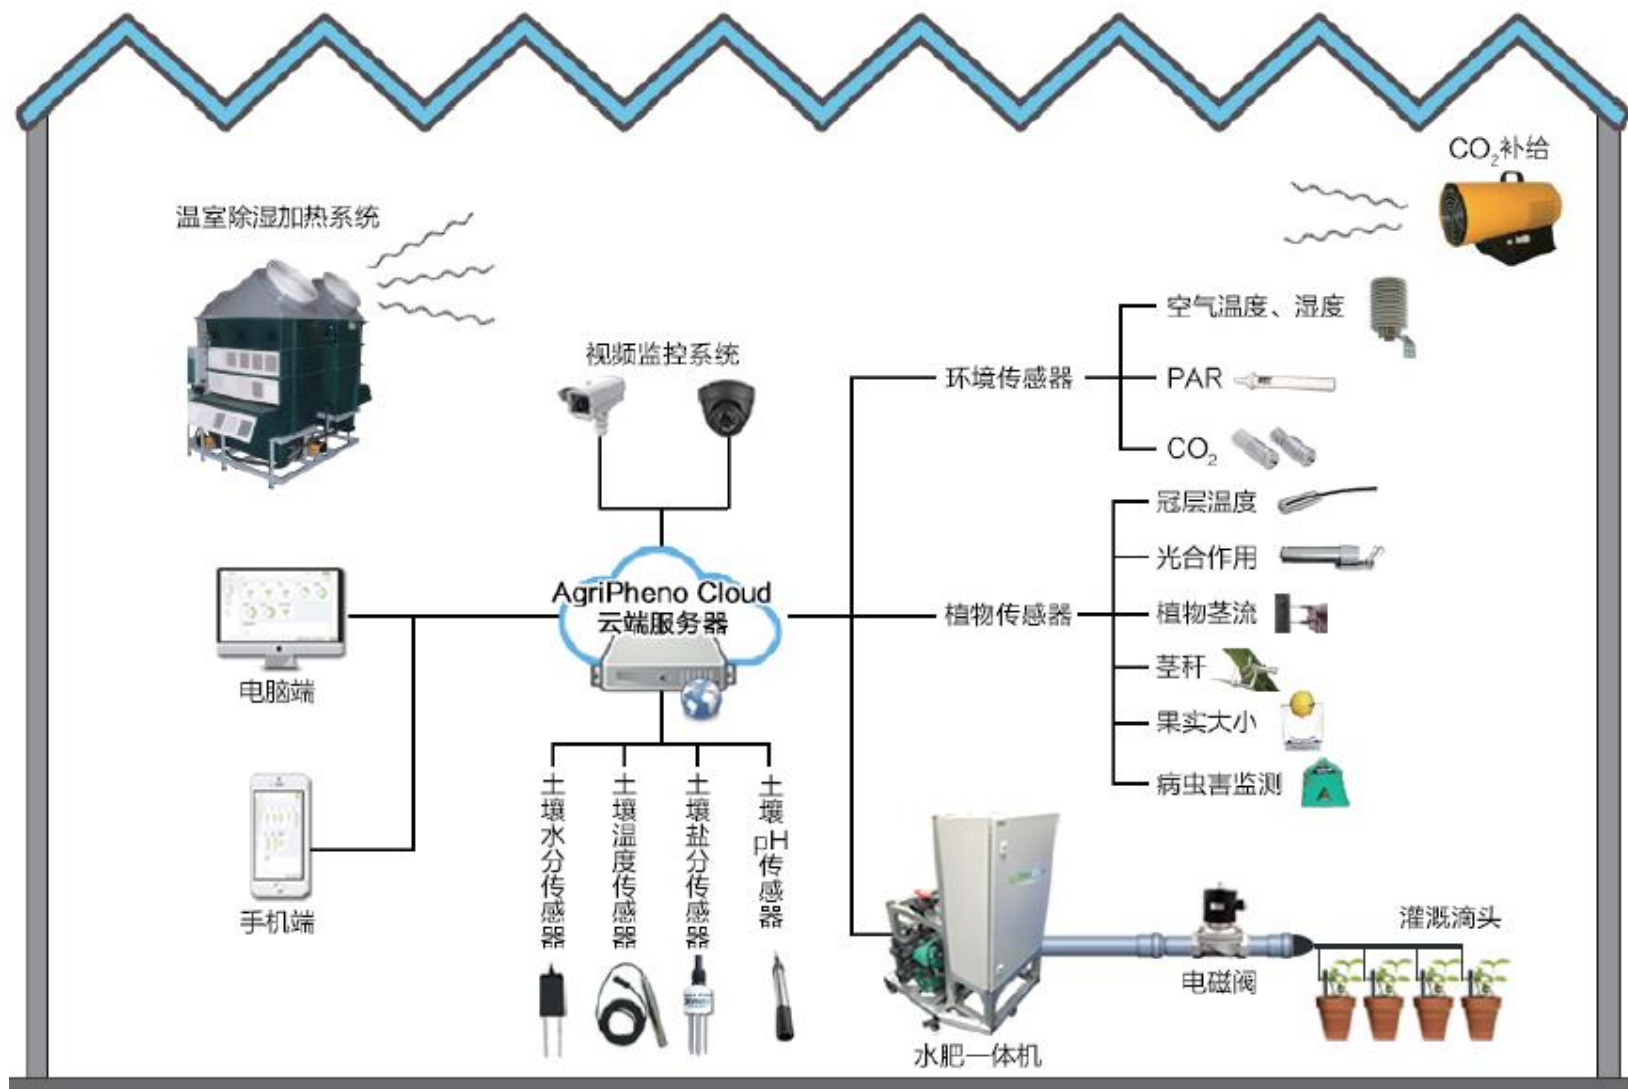 CO₂补给
温室除湿加热系统
空气温度、湿度
视频监控系统
环境传感器
PAR
CO₂
冠层温度
光合作用
AgriPheno Cloud
云端服务器
植物传感器
植物茎流
茎秆
电脑端
果实大小
病虫害监测
土壤水分传感器
土壤温度传感器
土壤盐分传感器
土壤pH传感器
手机端
灌溉滴头
电磁阀
水肥一体机